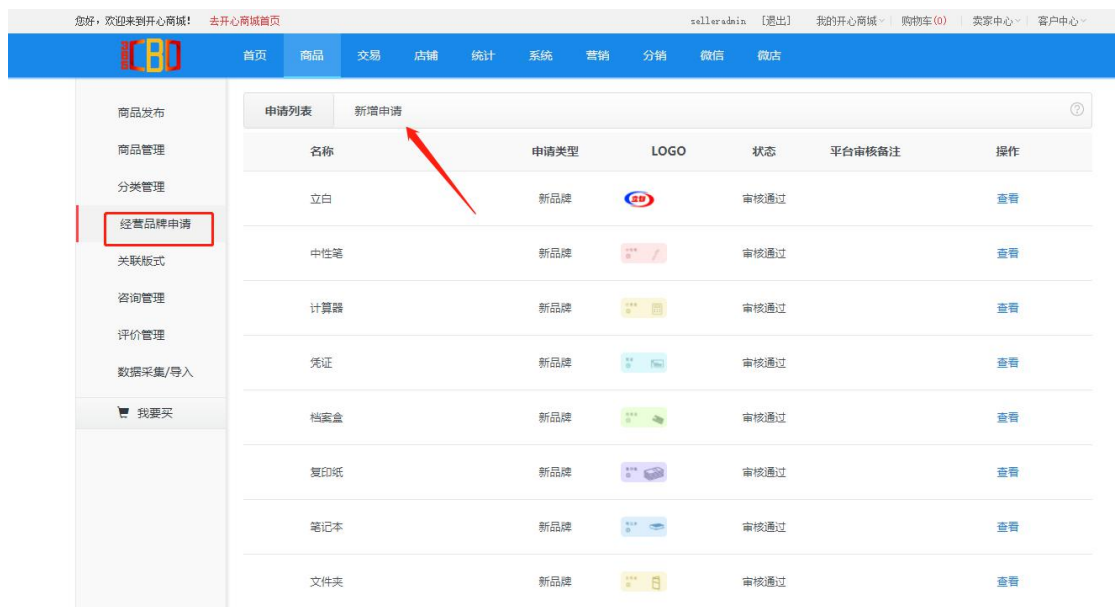 您好，欢迎来到开心商城！ 去开心商城首页 selleradmin [退出] 我的开心商城 购物车(0) 卖家中心 客户中心
CBD 首页 商品 交易 店铺 统计 系统 营销 分销 微信 微店
商品发布
商品管理
分类管理
经营品牌申请
关联版式
咨询管理
评价管理
数据采集/导入
我要买
申请列表 新增申请
名称 申请类型 LOGO 状态 平台审核备注 操作
立白 新品牌 立白 审核通过 查看
中性笔 新品牌 审核通过 查看
计算器 新品牌 审核通过 查看
凭证 新品牌 审核通过 查看
档案盒 新品牌 审核通过 查看
复印纸 新品牌 审核通过 查看
笔记本 新品牌 审核通过 查看
文件夹 新品牌 审核通过 查看